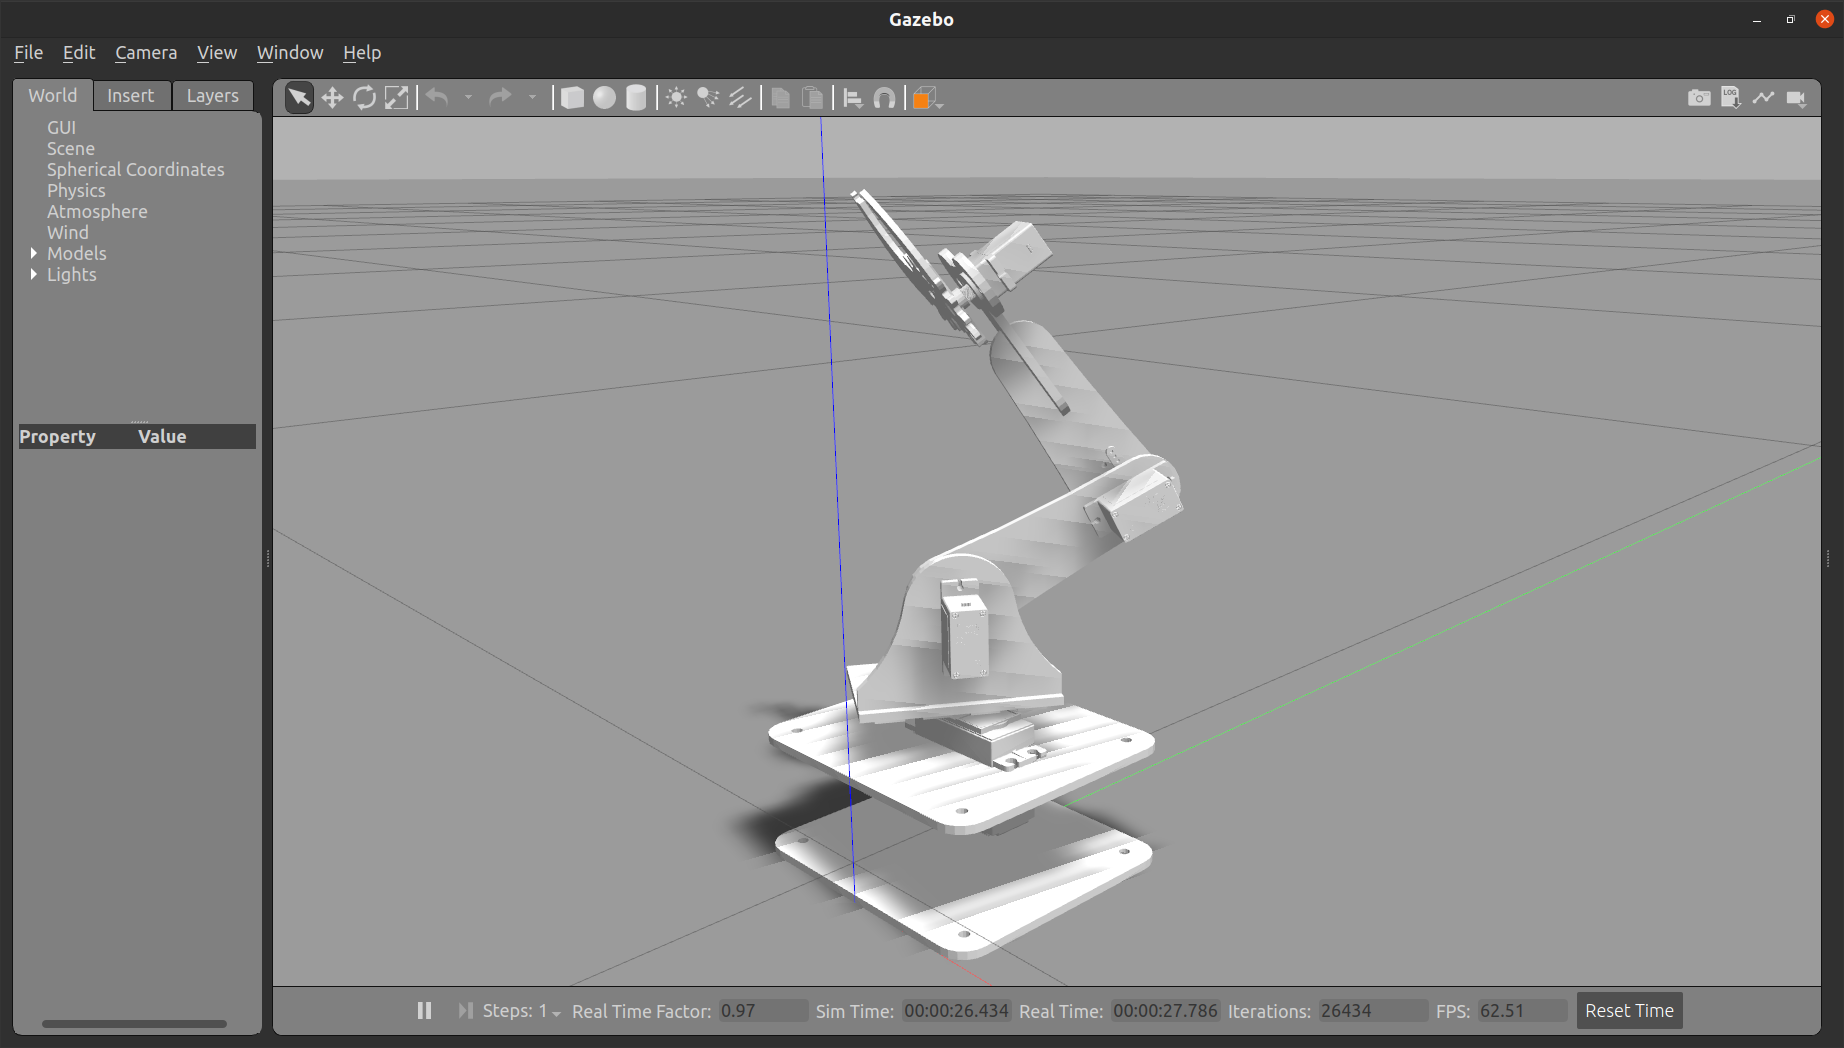 Gazebo
File Edit Camera View Window Help
World Insert Layers
GUI
Scene
Spherical Coordinates
Physics
Atmosphere
Wind
Models
Lights
Property Value
LOG
Steps: 1 Real Time Factor: 0.97 Sim Time: 00:00:26.434 Real Time: 00:00:27.786 Iterations: 26434 FPS: 62.51 Reset Time